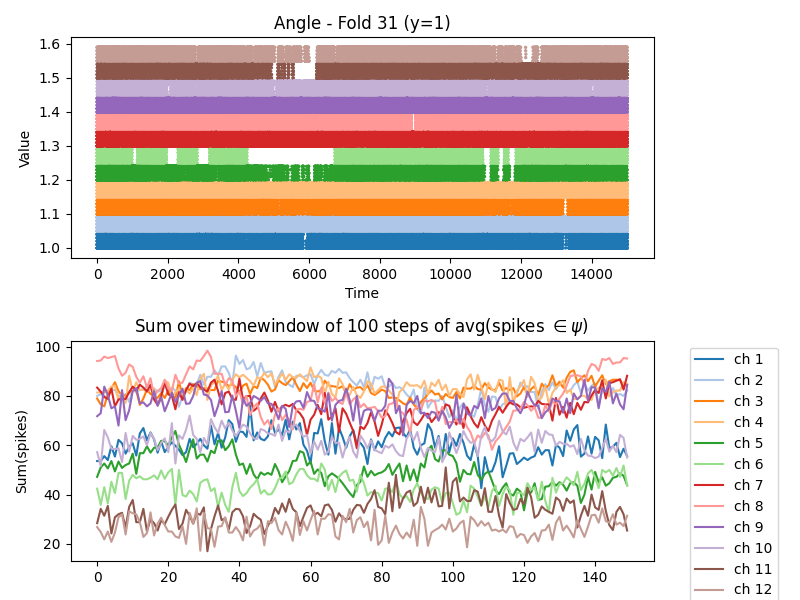 Angle - Fold 31 (y=1)
Value
1.6
1.5
1.4
1.3
1.2
1.1
1.0
0 2000 4000 6000 8000 10000 12000 14000
Time
Sum over timewindow of 100 steps of avg(spikes ∈ ψ)
Sum(spikes)
100
80
60
40
20
0 20 40 60 80 100 120 140
ch 1
ch 2
ch 3
ch 4
ch 5
ch 6
ch 7
ch 8
ch 9
ch 10
ch 11
ch 12